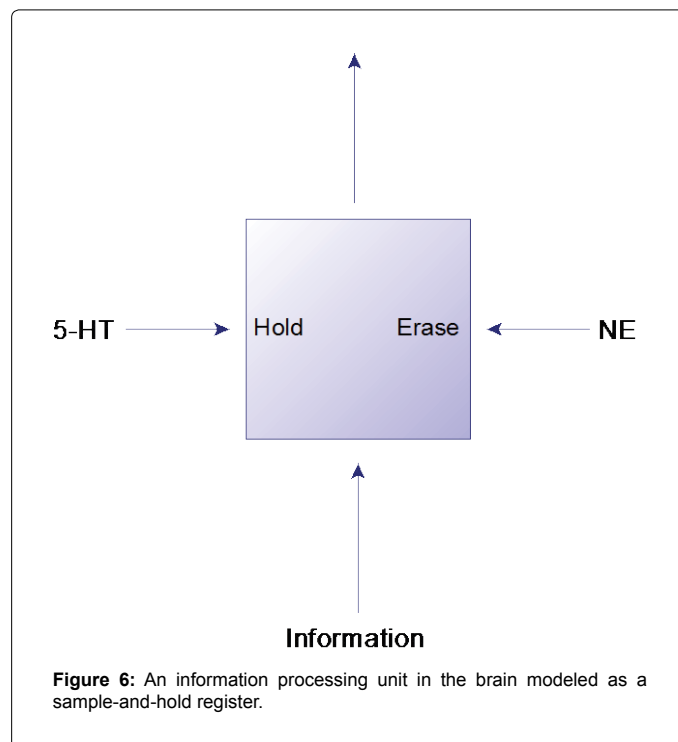 5-HT Hold Erase NE
Information
Figure 6: An information processing unit in the brain modeled as a
sample-and-hold register.